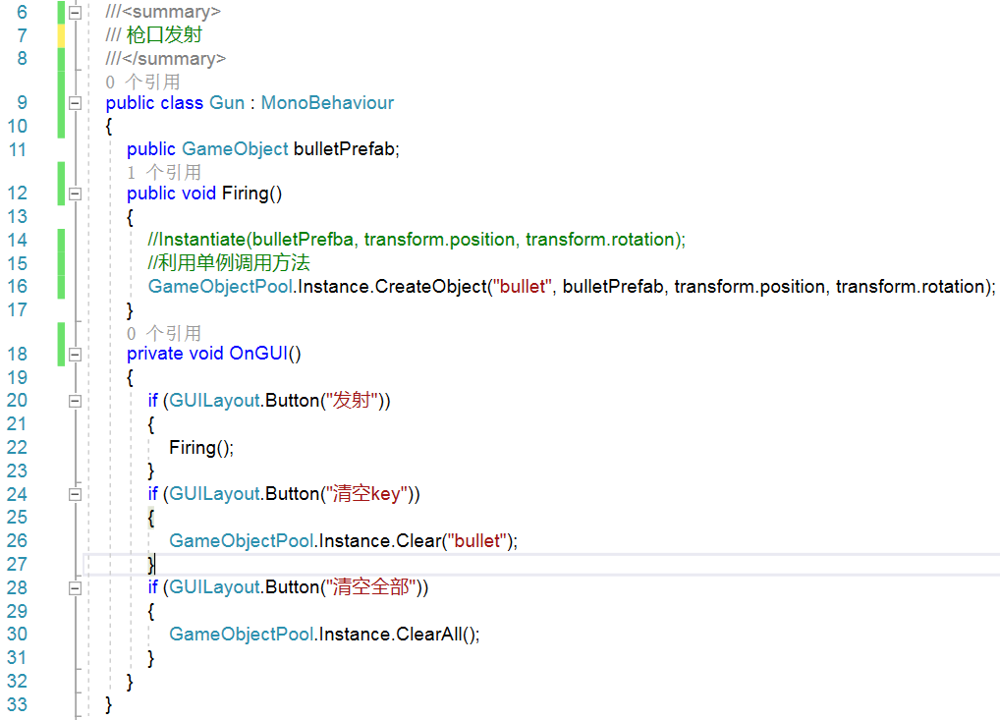 6 ///<summary>
7 /// 枪口发射
8 ///</summary>
0 个引用
9 public class Gun : MonoBehaviour
10 {
11 public GameObject bulletPrefab;
1 个引用
12 public void Firing()
13 {
14 //Instantiate(bulletPrefba, transform.position, transform.rotation);
15 //利用单例调用方法
16 GameObjectPool.Instance.CreateObject("bullet", bulletPrefab, transform.position, transform.rotation);
17 }
0 个引用
18 private void OnGUI()
19 {
20 if (GUILayout.Button("发射"))
21 {
22 Firing();
23 }
24 if (GUILayout.Button("清空key"))
25 {
26 GameObjectPool.Instance.Clear("bullet");
27 }
28 if (GUILayout.Button("清空全部"))
29 {
30 GameObjectPool.Instance.ClearAll();
31 }
32 }
33 }